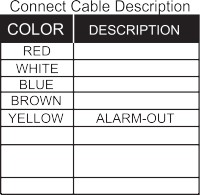 Connect Cable Description
COLOR DESCRIPTION
RED
WHITE
BLUE
BROWN
YELLOW ALARM-OUT